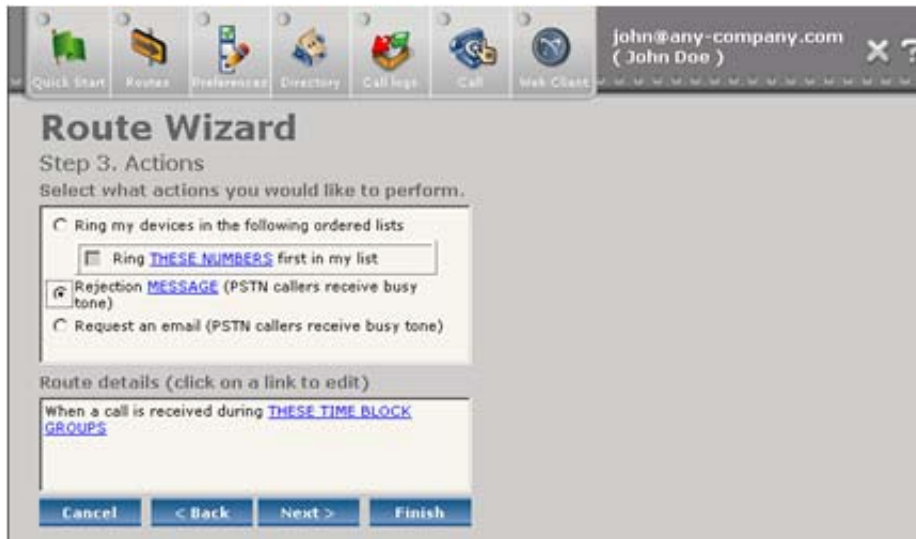 john@any-company.com
( John Doe )
Quick Start Routes Preferences Directory Call logs Call Web Client
Route Wizard
Step 3. Actions
Select what actions you would like to perform.
Ring my devices in the following ordered lists
Ring THESE NUMBERS first in my list
Rejection MESSAGE (PSTN callers receive busy
tone)
Request an email (PSTN callers receive busy tone)
Route details (click on a link to edit)
When a call is received during THESE TIME BLOCK
GROUPS
Cancel < Back Next > Finish